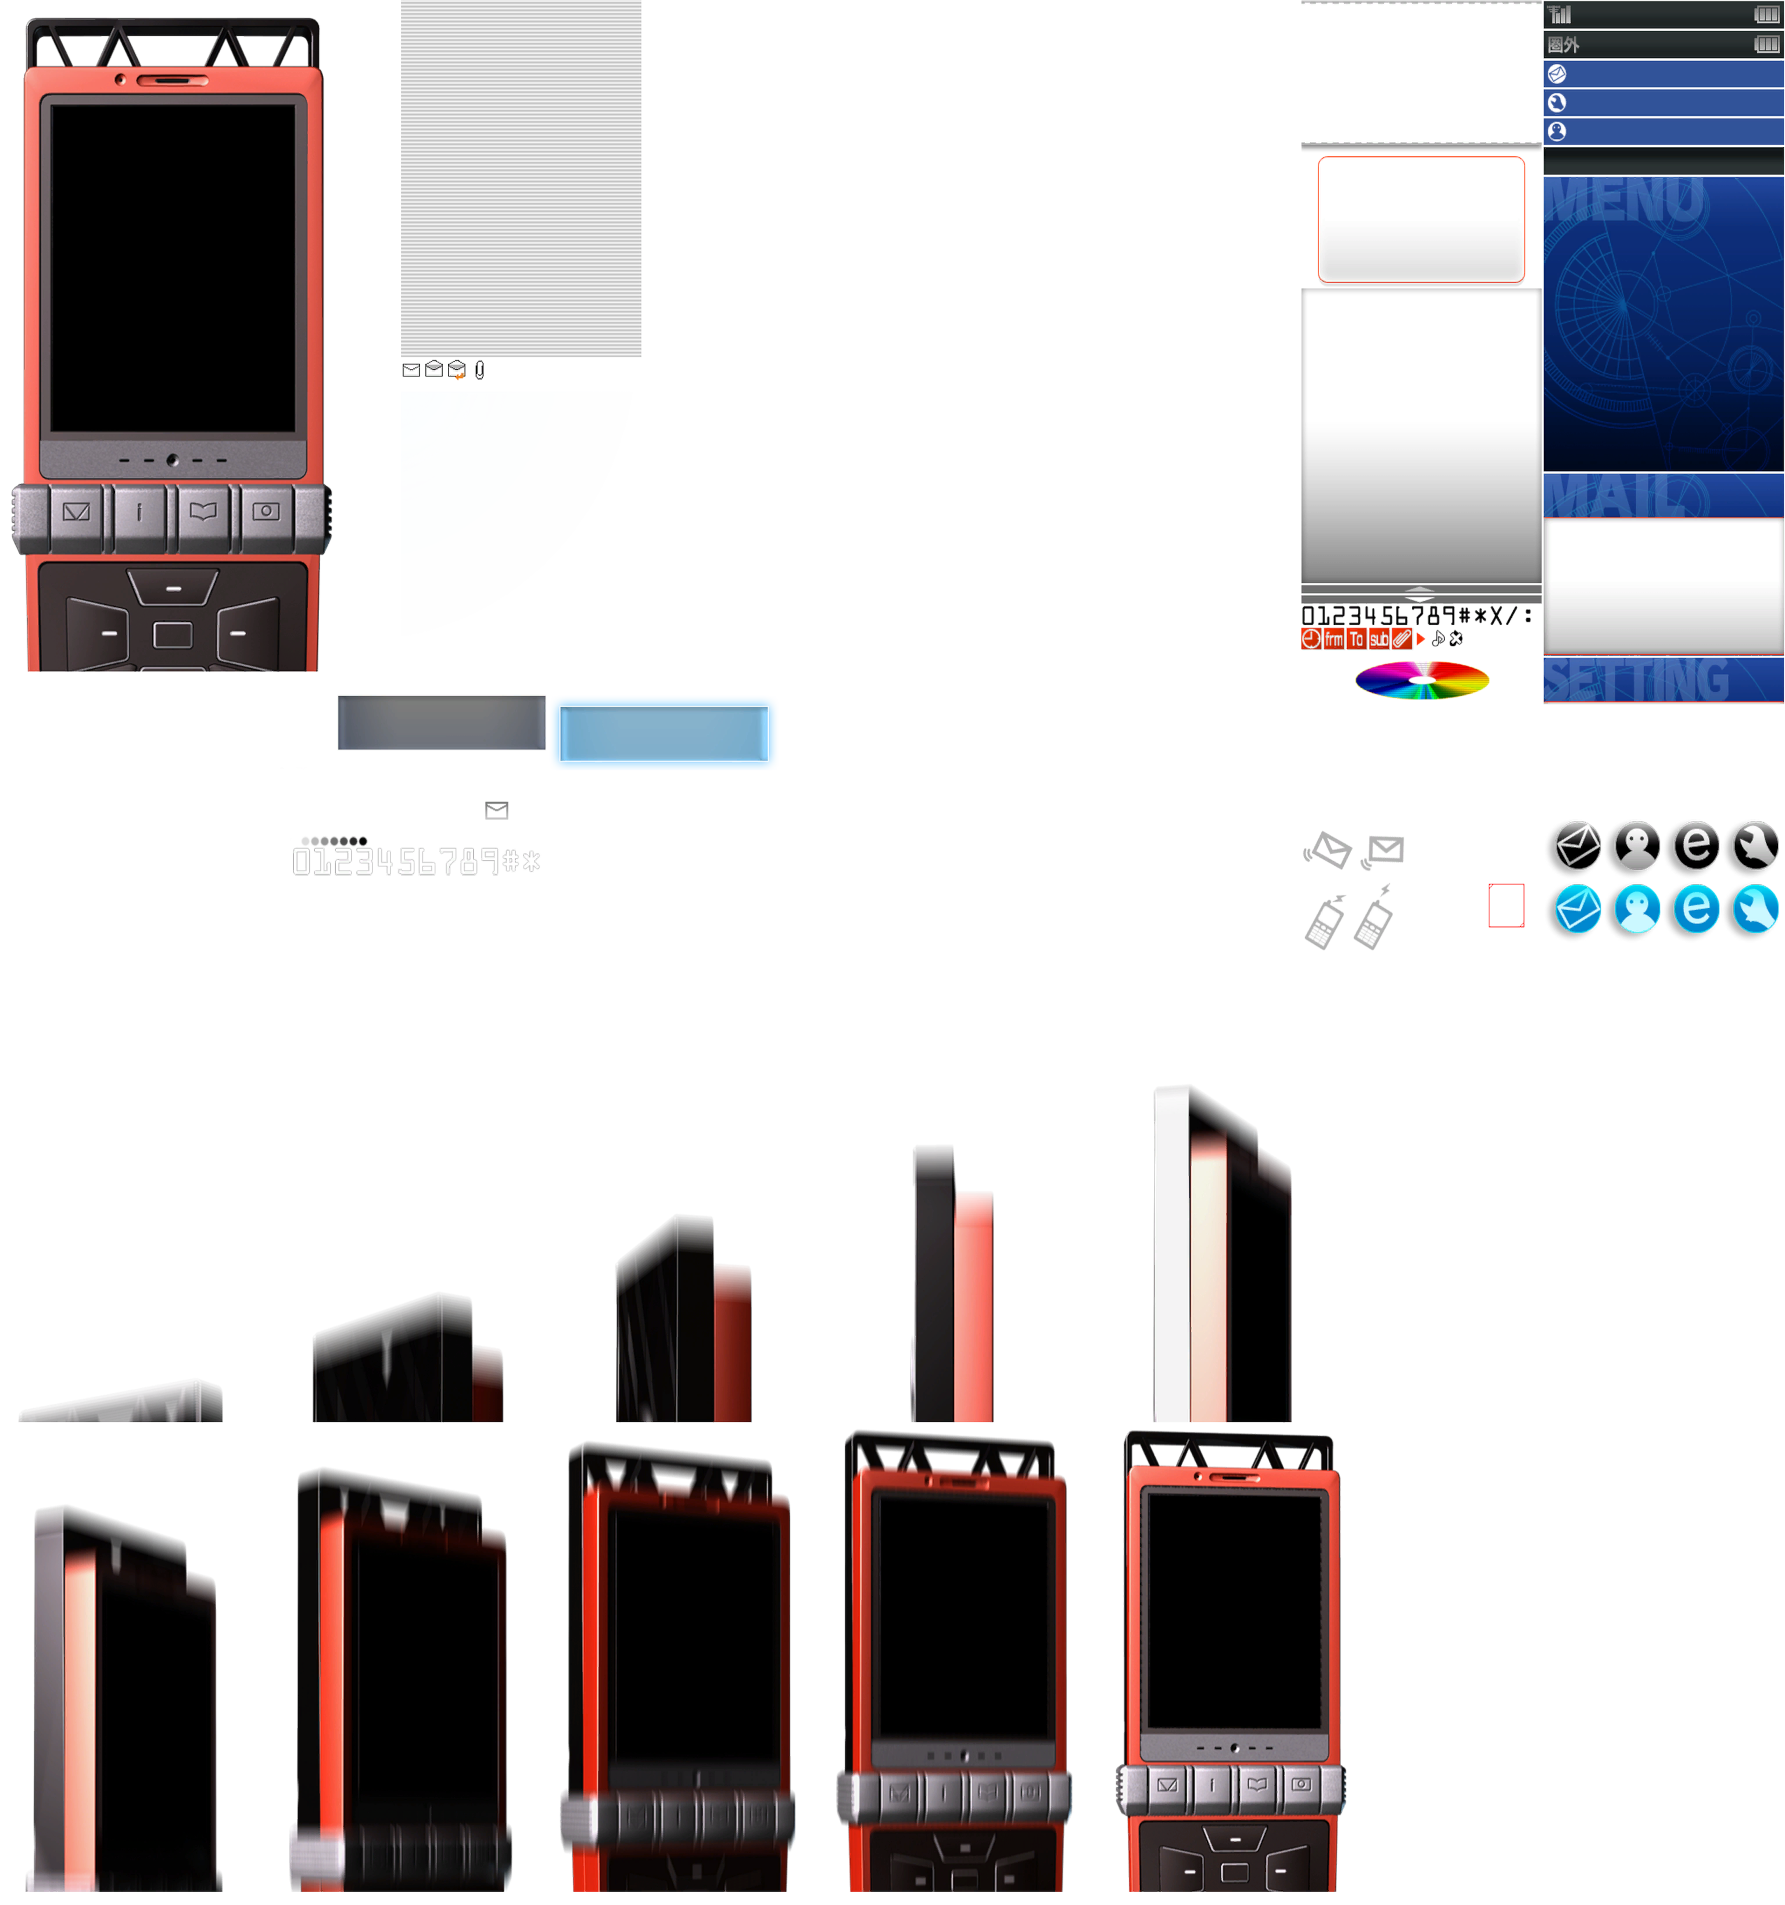 圏外
MENU
MAIL
0123456789#*X/:
frm To sub
SETTING
0123456789#*
e
e